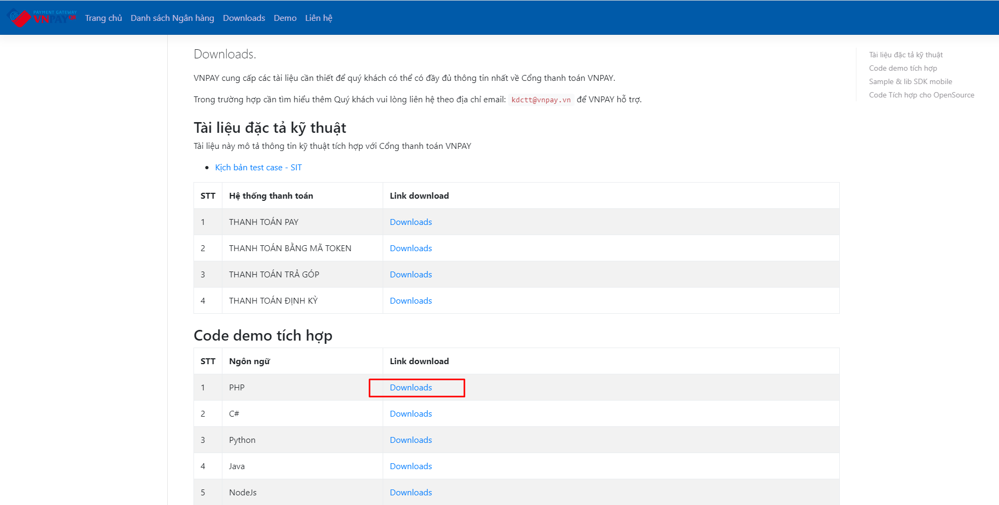 PAYMENT GATEWAY
VNPAY
Trang chủ Danh sách Ngân hàng Downloads Demo Liên hệ
Downloads.
VNPAY cung cấp các tài liệu cần thiết để quý khách có thể có đầy đủ thông tin nhất về Cổng thanh toán VNPAY.
Trong trường hợp cần tìm hiểu thêm Quý khách vui lòng liên hệ theo địa chỉ email: kdctt@vnpay.vn để VNPAY hỗ trợ.
Tài liệu đặc tả kỹ thuật
Tài liệu này mô tả thông tin kỹ thuật tích hợp với Cổng thanh toán VNPAY
Kịch bản test case - SIT
STT Hệ thống thanh toán Link download
1 THANH TOÁN PAY Downloads
2 THANH TOÁN BẰNG MÃ TOKEN Downloads
3 THANH TOÁN TRẢ GÓP Downloads
4 THANH TOÁN ĐỊNH KỲ Downloads
Code demo tích hợp
STT Ngôn ngữ Link download
1 PHP Downloads
2 C# Downloads
3 Python Downloads
4 Java Downloads
5 NodeJs Downloads
Tài liệu đặc tả kỹ thuật
Code demo tích hợp
Sample & lib SDK mobile
Code Tích hợp cho OpenSource